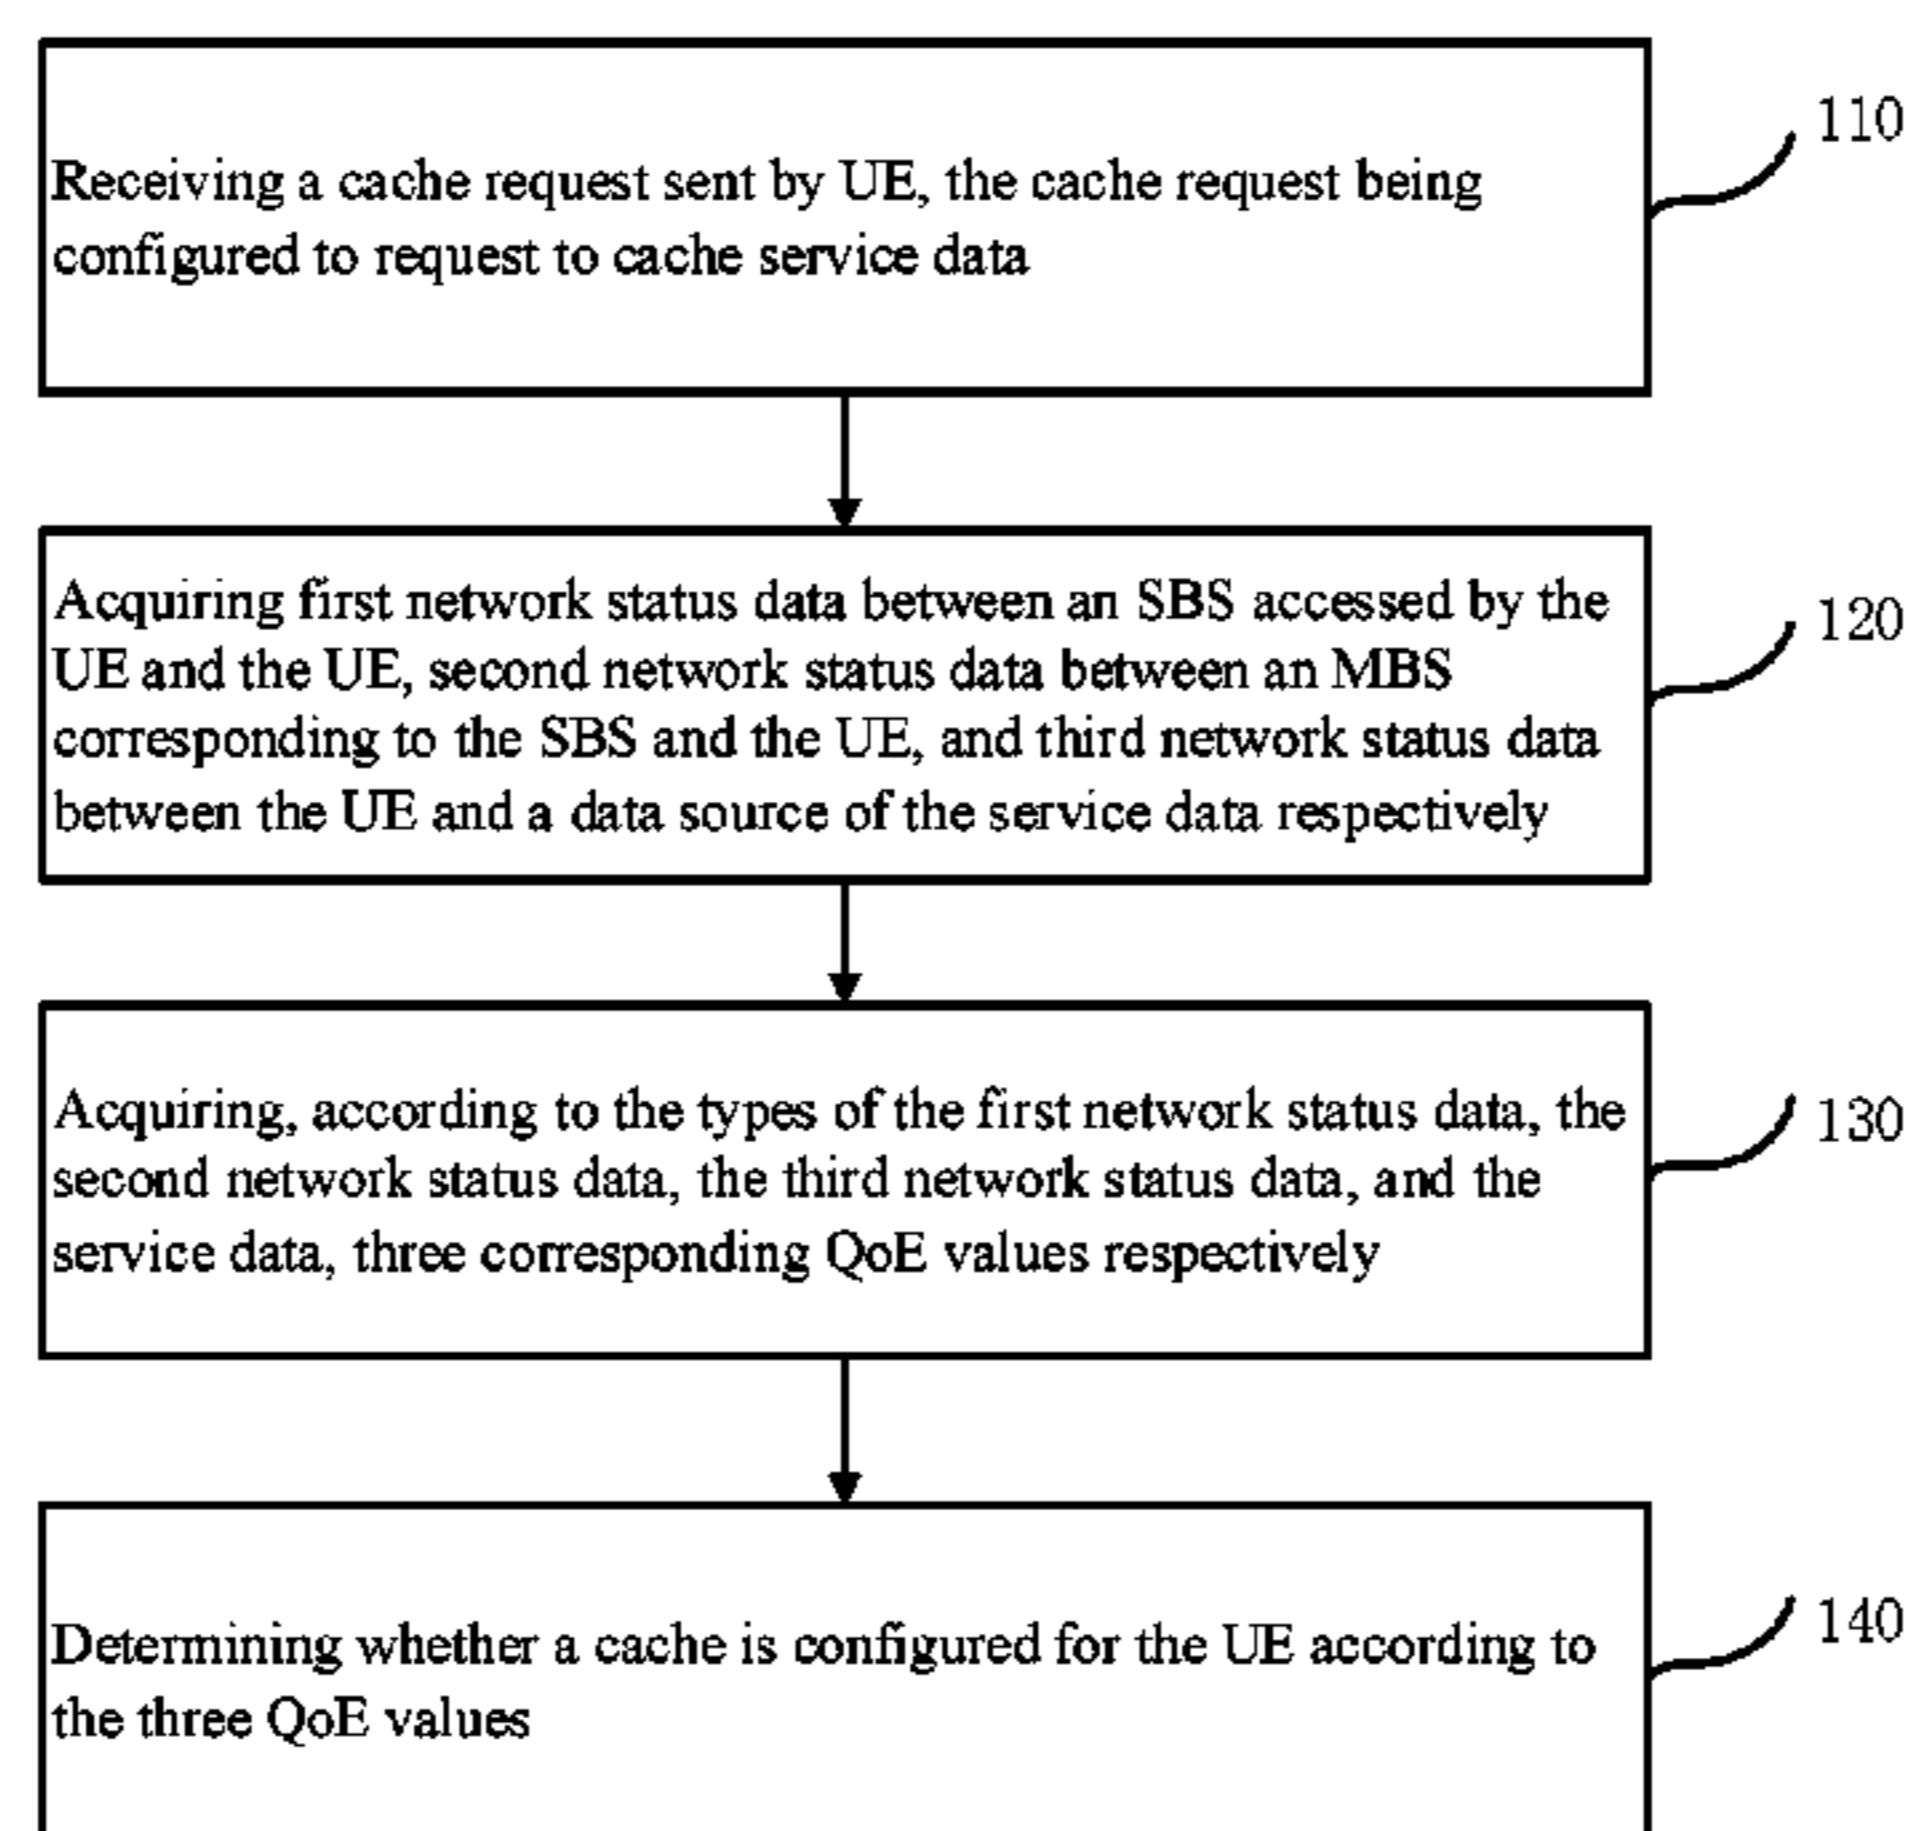 Receiving a cache request sent by UE, the cache request being
configured to request to cache service data
110
Acquiring first network status data between an SBS accessed by the
UE and the UE, second network status data between an MBS
corresponding to the SBS and the UE, and third network status data
between the UE and a data source of the service data respectively
120
Acquiring, according to the types of the first network status data, the
second network status data, the third network status data, and the
service data, three corresponding QoE values respectively
130
Determining whether a cache is configured for the UE according to
the three QoE values
140